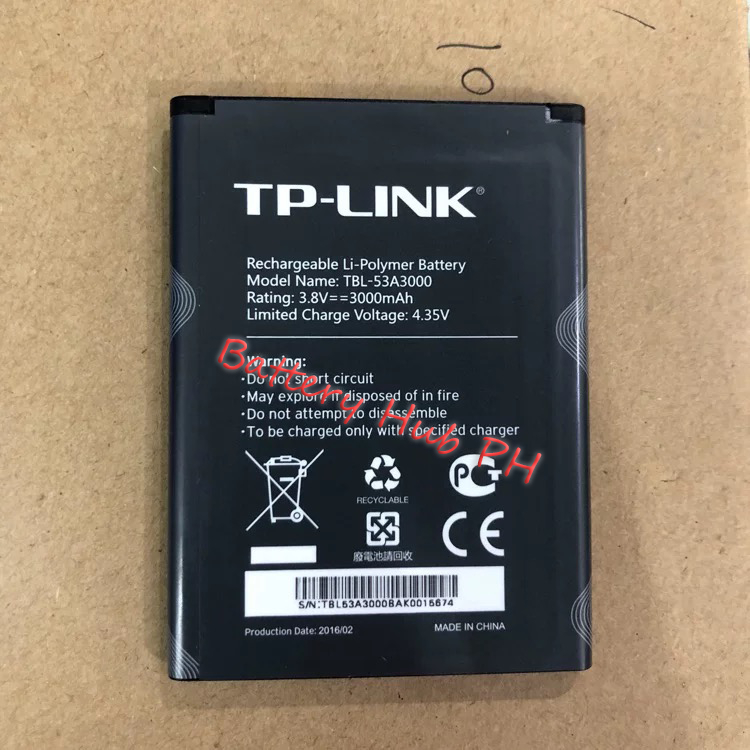 TP-LINK®
Rechargeable Li-Polymer Battery
Model Name: TBL-53A3000
Rating: 3.8V==3000mAh
Limited Charge Voltage: 4.35V
Warning:
•Do not short circuit
•May explort if disposed of in fire
•Do not attempt to disassemble
•To be charged only with specified charger
Battery Hub PH
RECYCLABLE
PCT
廢電池請回收
CE
S/N:TBL53A3000BAK0015674
Production Date: 2016/02
MADE IN CHINA